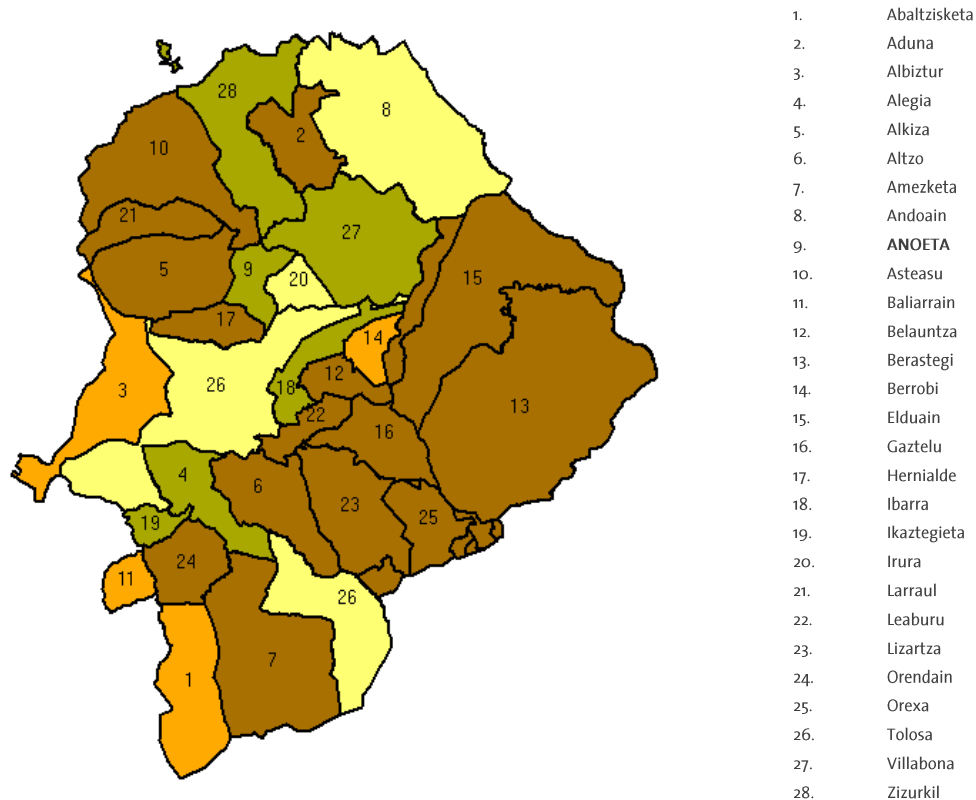 1. Abaltzisketa
2. Aduna
3. Albiztur
4. Alegia
5. Alkiza
6. Altzo
7. Amezketa
8. Andoain
9. ANOETA
10. Asteasu
11. Baliarrain
12. Belauntza
13. Berastegi
14. Berrobi
15. Elduain
16. Gaztelu
17. Hernialde
18. Ibarra
19. Ikaztegieta
20. Irura
21. Larraul
22. Leaburu
23. Lizartza
24. Orendain
25. Orexa
26. Tolosa
27. Villabona
28. Zizurkil
28
8
2
10
21
27
5
9
20
15
17
14
3
26
12
18
22
13
16
4
6
23
25
19
24
11
26
7
1